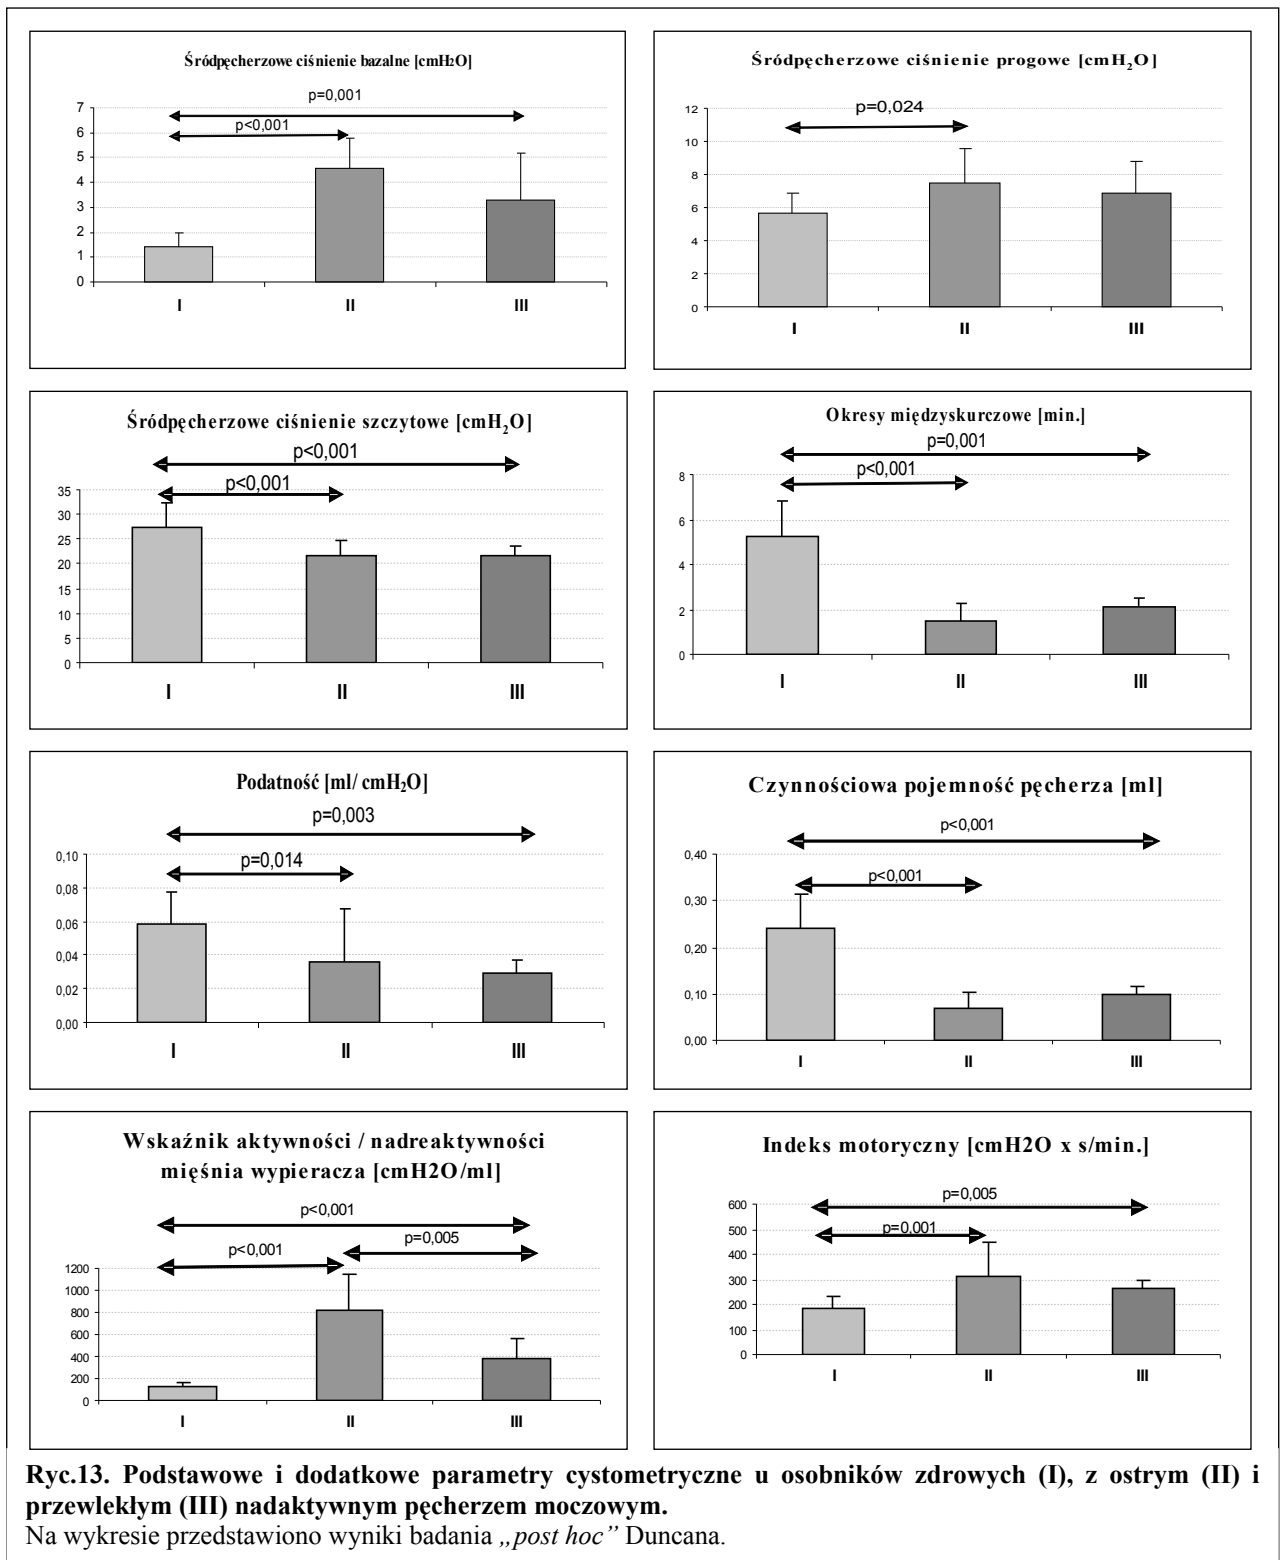 Śródpęcherzowe ciśnienie bazalne [cmH2O]
p=0,001
p<0,001
7
6
5
4
3
2
1
0
I II III
Śródpęcherzowe ciśnienie progowe [cmH2O]
p=0,024
12
10
8
6
4
2
0
I II III
Śródpęcherzowe ciśnienie szczytowe [cmH2O]
p<0,001
p<0,001
35
30
25
20
15
10
5
0
I II III
Okresy międzyskurczowe [min.]
p=0,001
p<0,001
8
6
4
2
0
I II III
Podatność [ml/ cmH2O]
p=0,003
p=0,014
0,10
0,08
0,06
0,04
0,02
0,00
I II III
Czynnościowa pojemność pęcherza [ml]
p<0,001
p<0,001
0,40
0,30
0,20
0,10
0,00
I II III
Wskaźnik aktywności / nadreaktywności
mięśnia wypieracza [cmH2O/ml]
p<0,001
p=0,005
p<0,001
1200
1000
800
600
400
200
0
I II III
Indeks motoryczny [cmH2O x s/min.]
p=0,005
p=0,001
600
500
400
300
200
100
0
I II III
Ryc.13. Podstawowe i dodatkowe parametry cystometryczne u osobników zdrowych (I), z ostrym (II) i
przewlekłym (III) nadaktywnym pęcherzem moczowym.
Na wykresie przedstawiono wyniki badania „post hoc” Duncana.